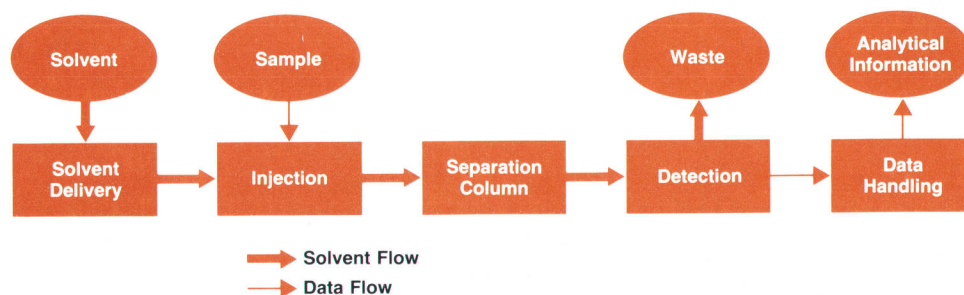 Solvent
Sample
Waste
Analytical
Information
Solvent
Delivery
Injection
Separation
Column
Detection
Data
Handling
Solvent Flow
Data Flow